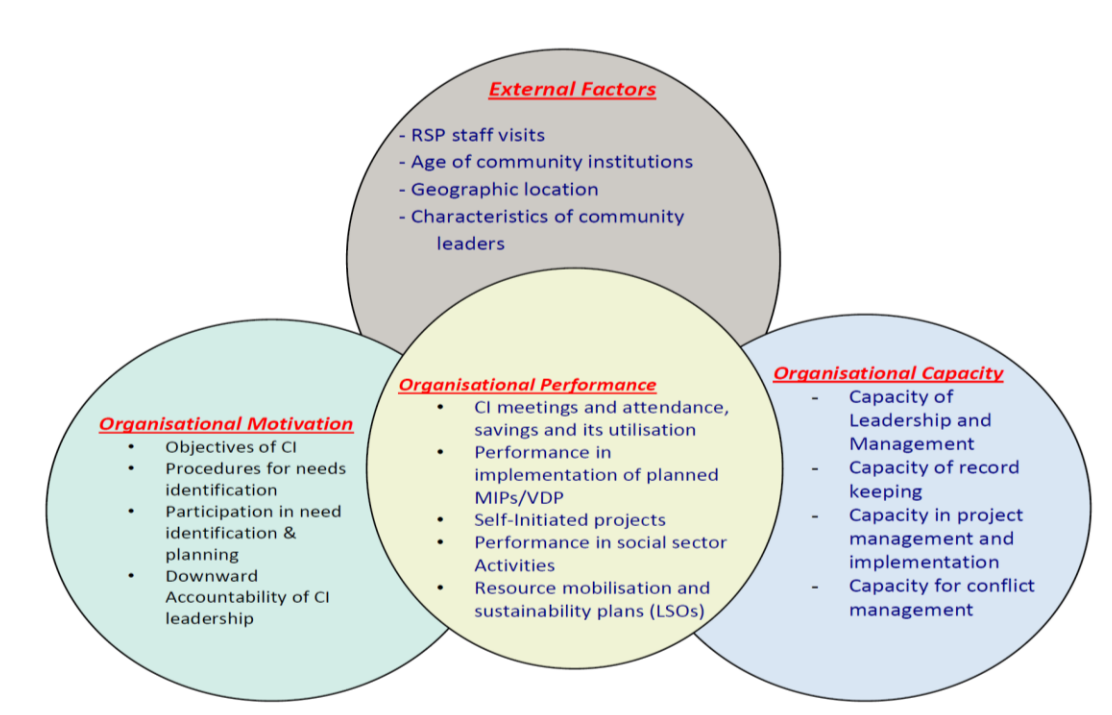 External Factors
- RSP staff visits
- Age of community institutions
- Geographic location
- Characteristics of community
leaders
Organisational Motivation
• Objectives of CI
• Procedures for needs
identification
• Participation in need
identification &
planning
• Downward
Accountability of CI
leadership
Organisational Performance
• CI meetings and attendance,
savings and its utilisation
• Performance in
implementation of planned
MIPs/VDP
• Self-Initiated projects
• Performance in social sector
Activities
• Resource mobilisation and
sustainability plans (LSOs)
Organisational Capacity
- Capacity of
Leadership and
Management
- Capacity of record
keeping
- Capacity in project
management and
implementation
- Capacity for conflict
management